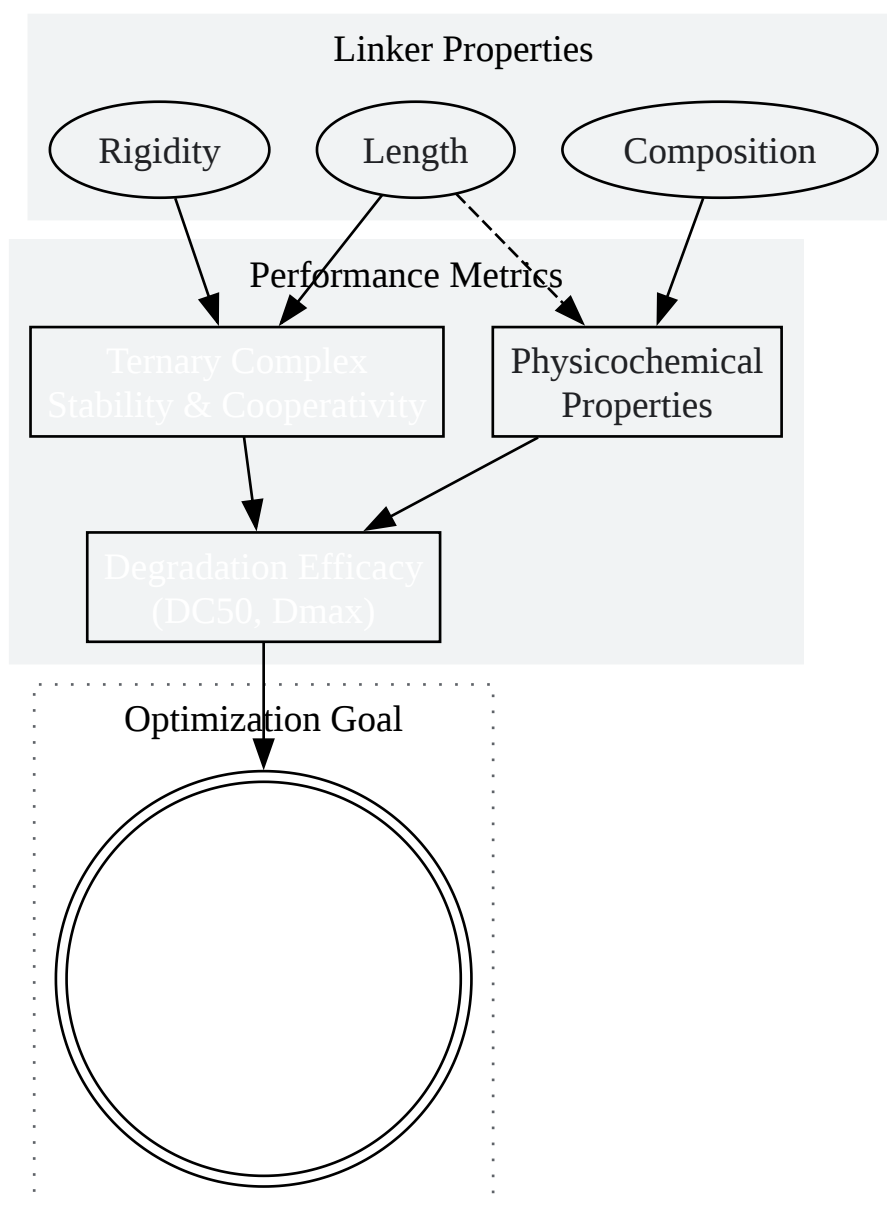 Linker Properties
Rigidity
Length
Composition
Performance Metrics
Ternary Complex
Stability & Cooperativity
Physicochemical
Properties
Degradation Efficacy
(DC50, Dmax)
Optimization Goal